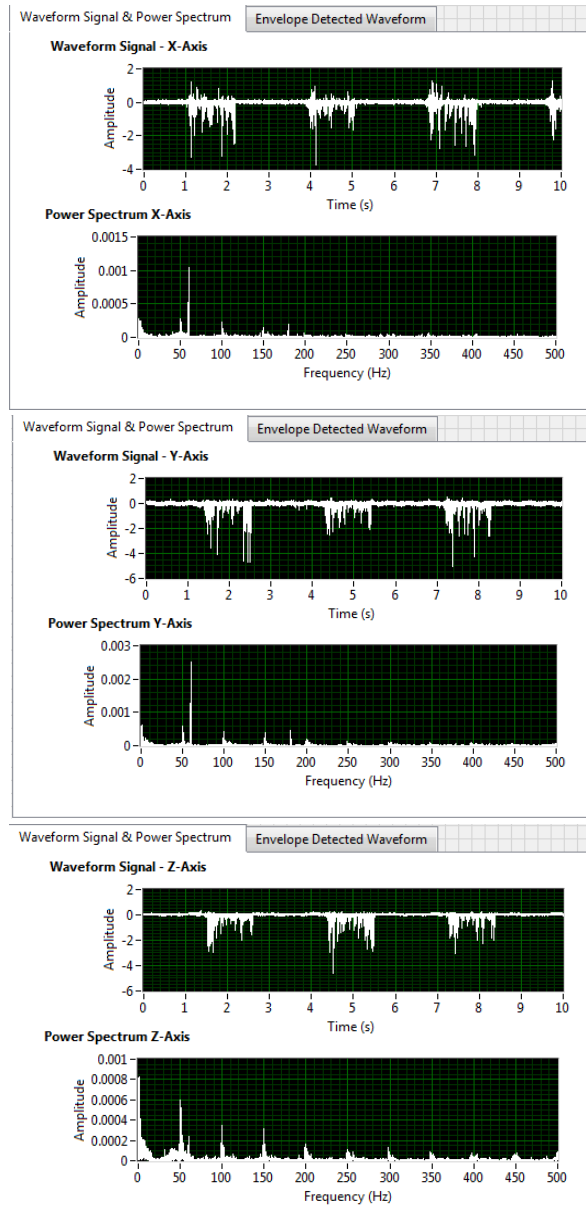 Waveform Signal & Power Spectrum Envelope Detected Waveform
Waveform Signal - X-Axis
Amplitude
2
0
-2
-4
0 1 2 3 4 5 6 7 8 9 10
Time (s)
Power Spectrum X-Axis
Amplitude
0.0015
0.001
0.0005
0
0 50 100 150 200 250 300 350 400 450 500
Frequency (Hz)
Waveform Signal & Power Spectrum Envelope Detected Waveform
Waveform Signal - Y-Axis
Amplitude
2
0
-2
-4
-6
0 1 2 3 4 5 6 7 8 9 10
Time (s)
Power Spectrum Y-Axis
Amplitude
0.003
0.002
0.001
0
0 50 100 150 200 250 300 350 400 450 500
Frequency (Hz)
Waveform Signal & Power Spectrum Envelope Detected Waveform
Waveform Signal - Z-Axis
Amplitude
2
0
-2
-4
-6
0 1 2 3 4 5 6 7 8 9 10
Time (s)
Power Spectrum Z-Axis
Amplitude
0.001
0.0008
0.0006
0.0004
0.0002
0
0 50 100 150 200 250 300 350 400 450 500
Frequency (Hz)